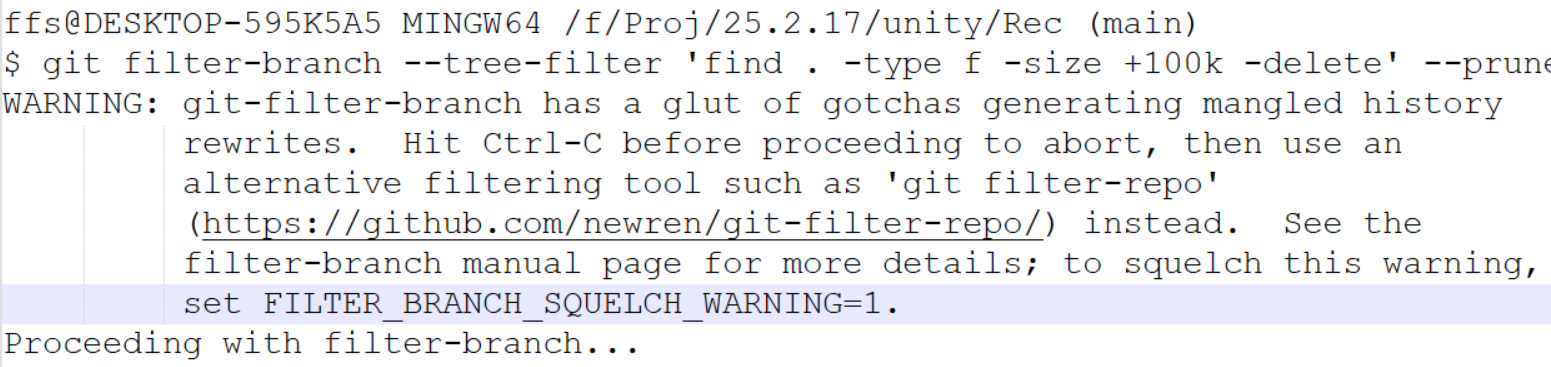 ffs@DESKTOP-595K5A5 MINGW64 /f/Proj/25.2.17/unity/Rec (main)
$ git filter-branch --tree-filter 'find . -type f -size +100k -delete' --prune
WARNING: git-filter-branch has a glut of gotchas generating mangled history
rewrites.  Hit Ctrl-C before proceeding to abort, then use an
alternative filtering tool such as 'git filter-repo'
(https://github.com/newren/git-filter-repo/) instead.  See the
filter-branch manual page for more details; to squelch this warning,
set FILTER_BRANCH_SQUELCH_WARNING=1.
Proceeding with filter-branch...